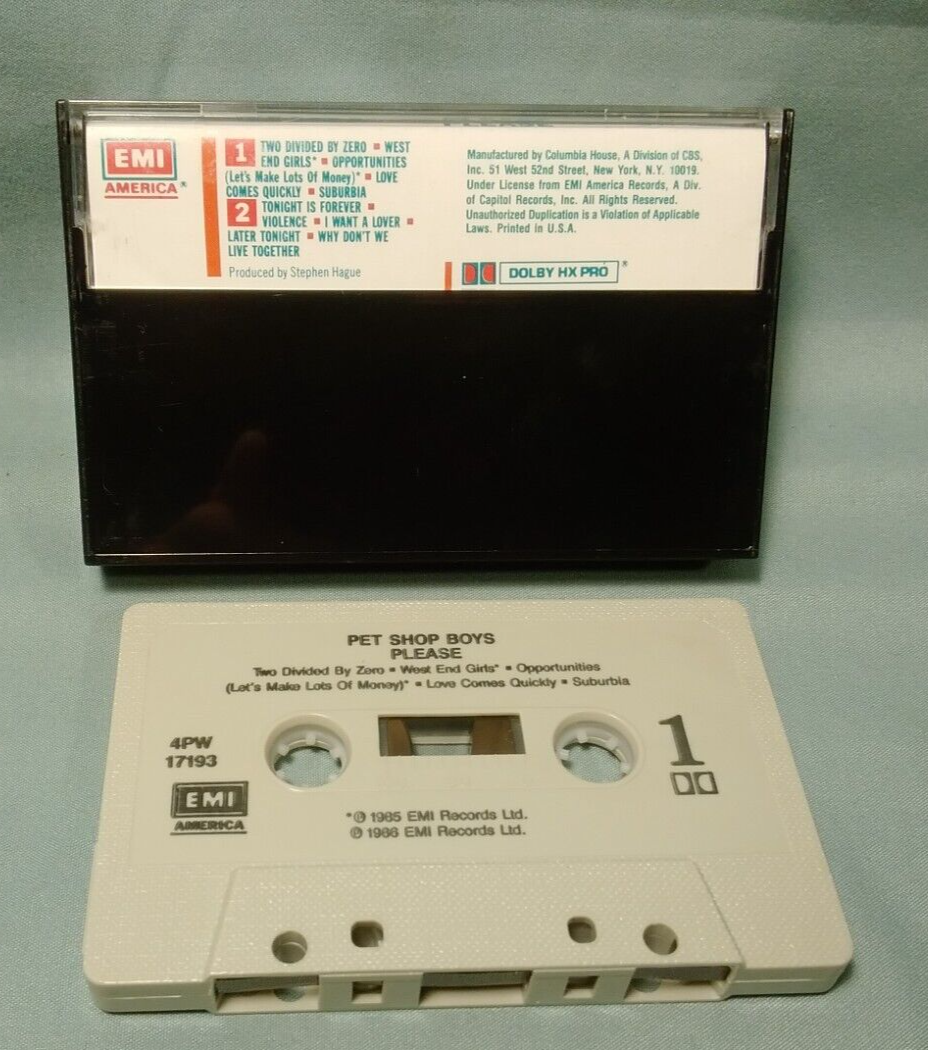 EMI
AMERICA®
1 TWO DIVIDED BY ZERO ▪ WEST
END GIRLS* ▪ OPPORTUNITIES
(Let's Make Lots Of Money)* ▪ LOVE
COMES QUICKLY ▪ SUBURBIA
2 TONIGHT IS FOREVER ▪
VIOLENCE ▪ I WANT A LOVER ▪
LATER TONIGHT ▪ WHY DON'T WE
LIVE TOGETHER
Produced by Stephen Hague
Manufactured by Columbia House, A Division of CBS,
Inc. 51 West 52nd Street, New York, N.Y. 10019.
Under License from EMI America Records, A Div.
of Capitol Records, Inc. All Rights Reserved.
Unauthorized Duplication is a Violation of Applicable
Laws. Printed in U.S.A.
DOLBY HX PRO®
PET SHOP BOYS
PLEASE
Two Divided By Zero ▪ West End Girls* ▪ Opportunities
(Let's Make Lots Of Money)* ▪ Love Comes Quickly ▪ Suburbia
4PW
17193
EMI
AMERICA
1
*℗ 1985 EMI Records Ltd.
℗ 1986 EMI Records Ltd.